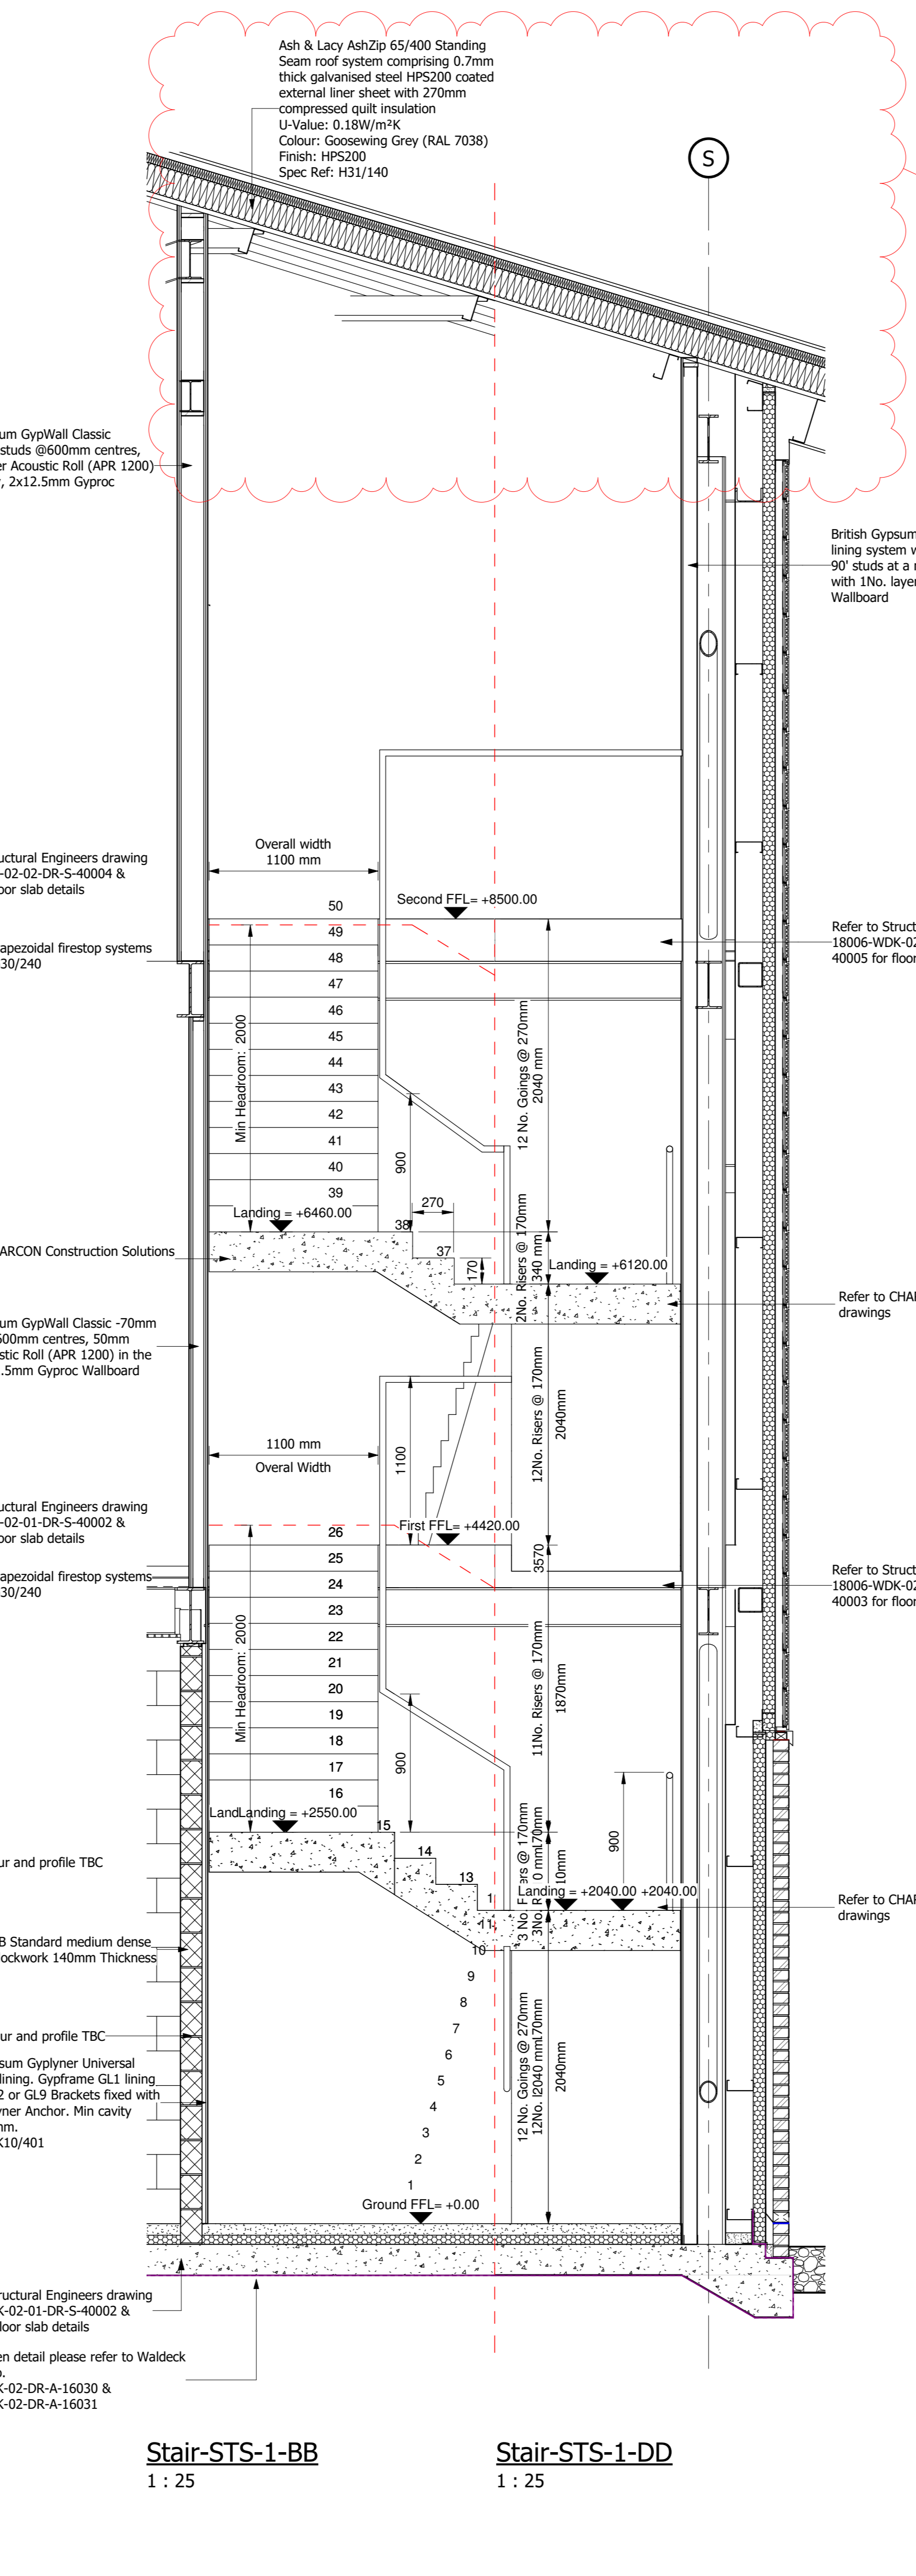 Ash & Lacy AshZip 65/400 Standing
Seam roof system comprising 0.7mm
thick galvanised steel HPS200 coated
external liner sheet with 270mm
compressed quilt insulation
U-Value: 0.18W/m²K
Colour: Goosewing Grey (RAL 7038)
Finish: HPS200
Spec Ref: H31/140
S
um GypWall Classic
studs @600mm centres,
er Acoustic Roll (APR 1200)
, 2x12.5mm Gyproc
British Gypsum
lining system w
90' studs at a
with 1No. layer
Wallboard
uctural Engineers drawing
-02-02-DR-S-40004 &
oor slab details
Overall width
1100 mm
Second FFL= +8500.00
50
49
48
47
46
45
44
43
42
41
40
39
38
37
apezoidal firestop systems
30/240
Refer to Struct
18006-WDK-02
40005 for floor
Min Headroom: 2000
12 No. Goings @ 270mm
2040 mm
900
270
170
Landing = +6460.00
2No. Risers @ 170mm
340 mm
Landing = +6120.00
ARCON Construction Solutions
Refer to CHAR
drawings
um GypWall Classic -70mm
600mm centres, 50mm
stic Roll (APR 1200) in the
.5mm Gyproc Wallboard
12No. Risers @ 170mm
2040mm
1100
1100 mm
Overal Width
uctural Engineers drawing
-02-01-DR-S-40002 &
oor slab details
First FFL= +4420.00
3570
26
25
24
23
22
21
20
19
18
17
16
15
14
13
1
11
10
9
8
7
6
5
4
3
2
1
apezoidal firestop systems
30/240
Refer to Struct
18006-WDK-02
40003 for floor
Min Headroom: 2000
11No. Risers @ 170mm
1870mm
900
900
LandLanding = +2550.00
3 No. ers @ 170mm
Landing = +2040.00 +2040.00
ur and profile TBC
Refer to CHAR
drawings
B Standard medium dense
ockwork 140mm Thickness
12 No. Goings @ 270mm
2040mm
ur and profile TBC
sum Gyplyner Universal
lining. Gypframe GL1 lining
2 or GL9 Brackets fixed with
yner Anchor. Min cavity
mm.
K10/401
Ground FFL= +0.00
ructural Engineers drawing
K-02-01-DR-S-40002 &
loor slab details
en detail please refer to Waldeck
o.
K-02-DR-A-16030 &
K-02-DR-A-16031
Stair-STS-1-BB
1 : 25
Stair-STS-1-DD
1 : 25